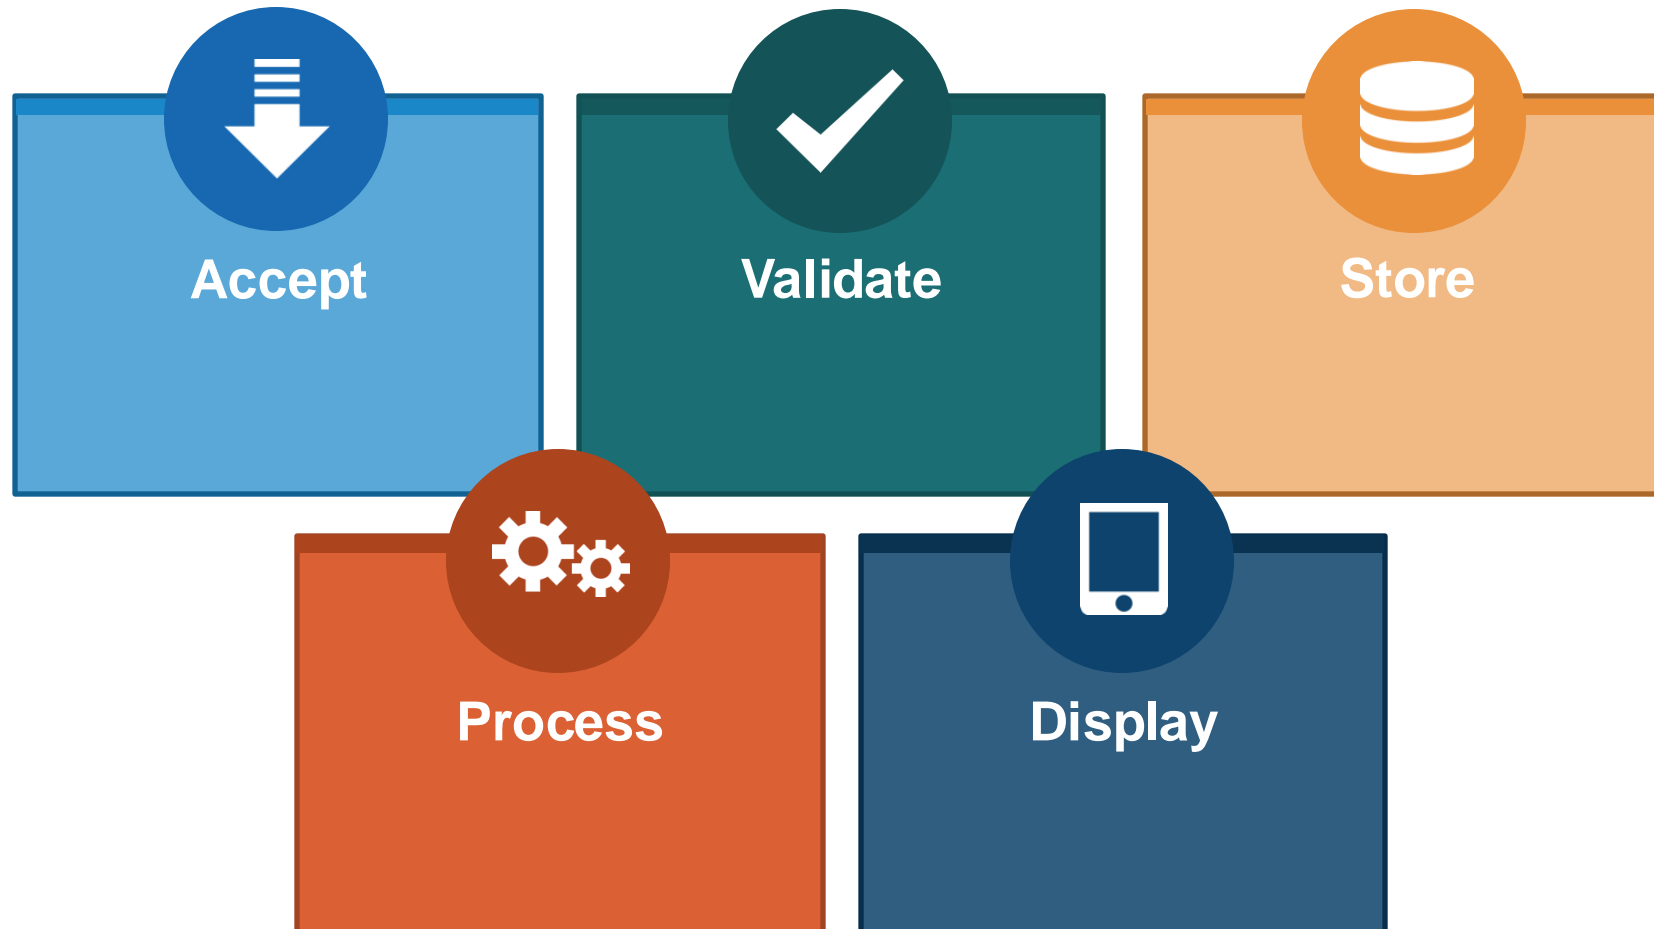 Accept
Validate
Store
Process
Display